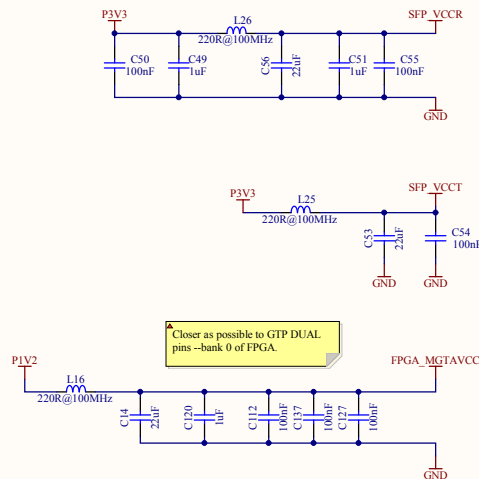 P3V3
L26
SFP_VCCR
220R@100MHz
C50
100nF
C49
1uF
C56
22uF
C51
1uF
C55
100nF
GND
P3V3
L25
SFP_VCCT
220R@100MHz
C53
22uF
C54
100nF
GND
GND
Closer as possible to GTP DUAL
pins --bank 0 of FPGA.
P1V2
L16
FPGA_MGTAVCC
220R@100MHz
C14
22uF
C120
1uF
C112
100nF
C137
100nF
C127
100nF
GND